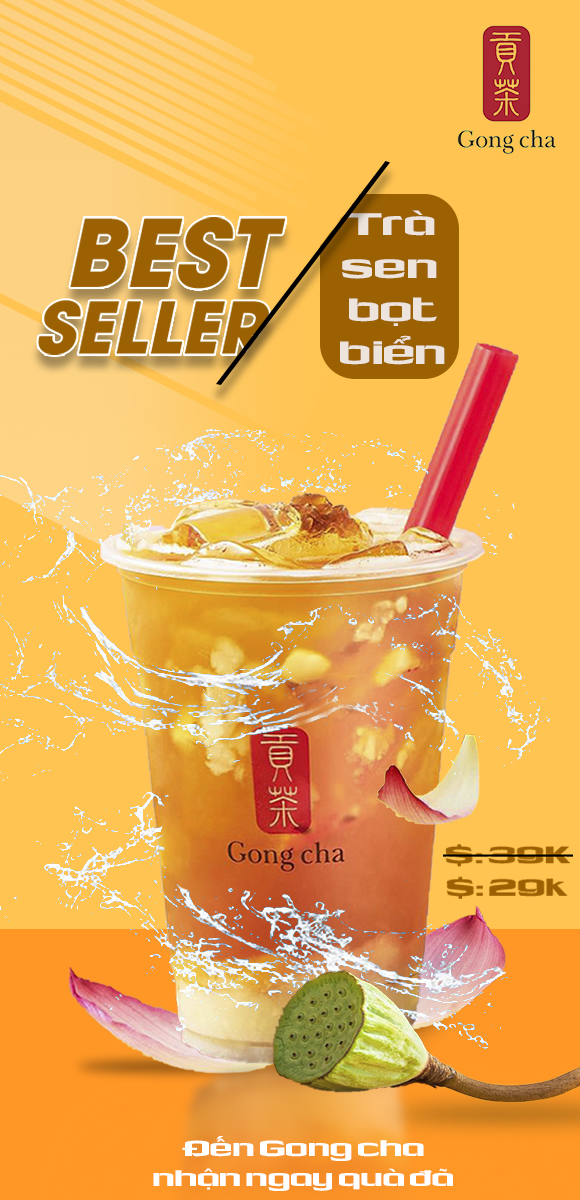 貢茶
Gong cha
BEST
SELLER
Trà
sen
bọt
biển
貢茶
Gong cha
$:39K
$:29k
Đến Gong cha
nhận ngay quà đã